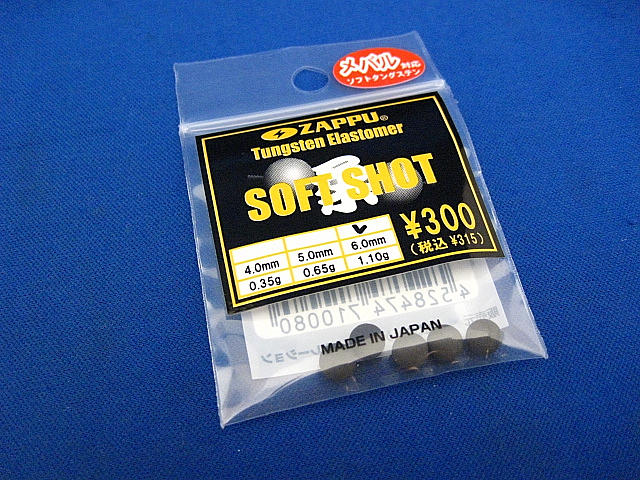 メバル対応
ソフトタングステン
ZAPPU®
Tungsten Elastomer
SOFT SHOT
¥300
(税込 ¥315)
4.0mm 5.0mm 6.0mm
0.35g 0.65g 1.10g
4 528474 710080
MADE IN JAPAN